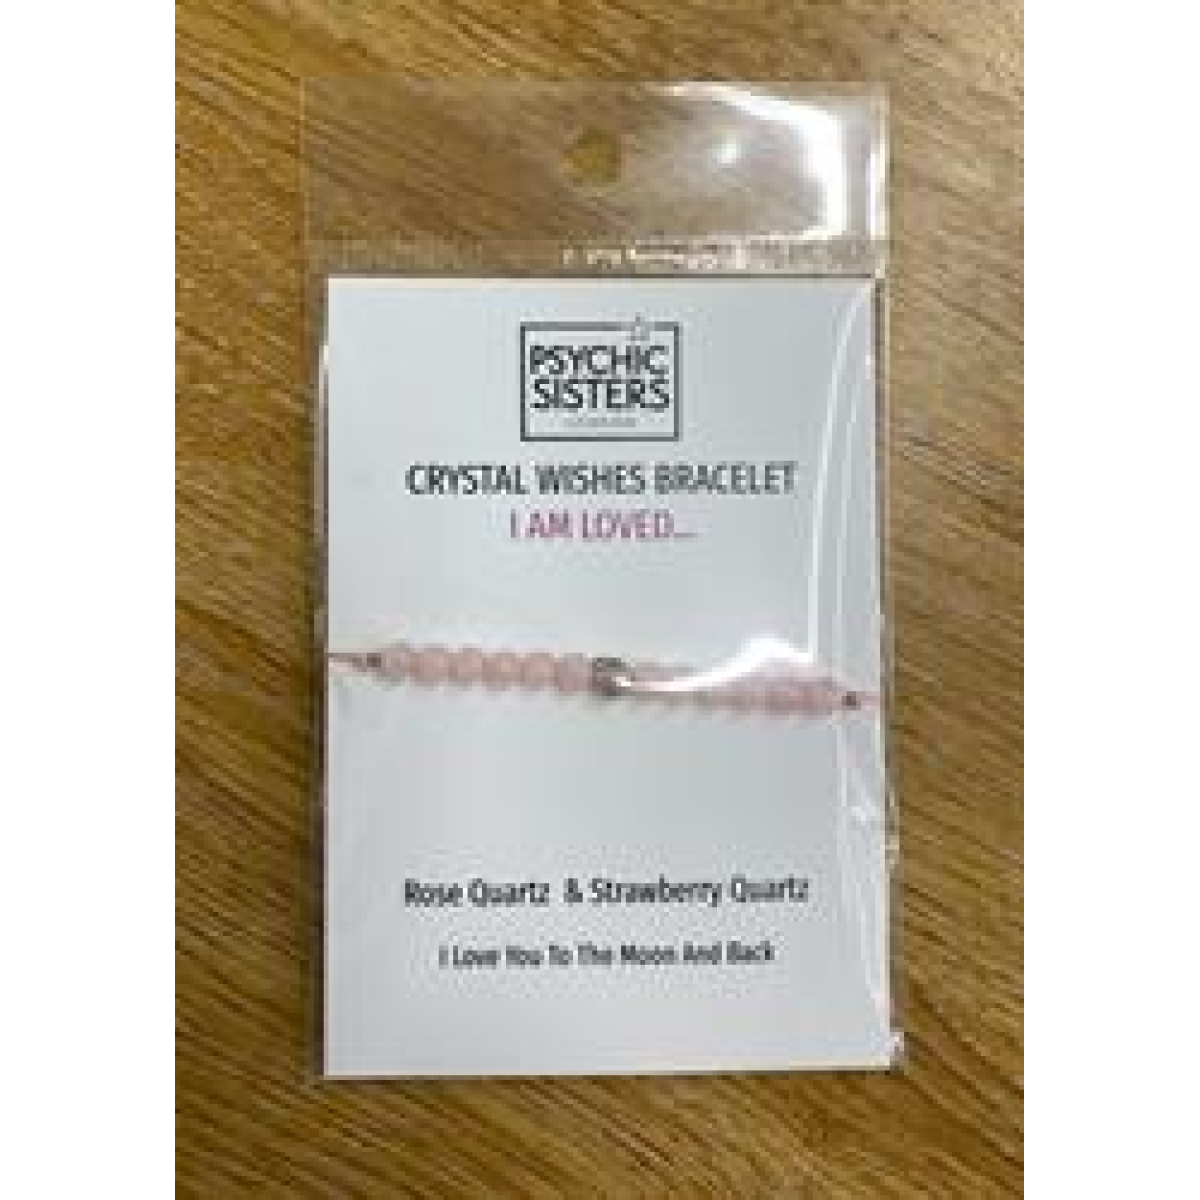 PSYCHIC
SISTERS
CRYSTAL WISHES BRACELET
I AM LOVED...
Rose Quartz & Strawberry Quartz
I Love You To The Moon And Back